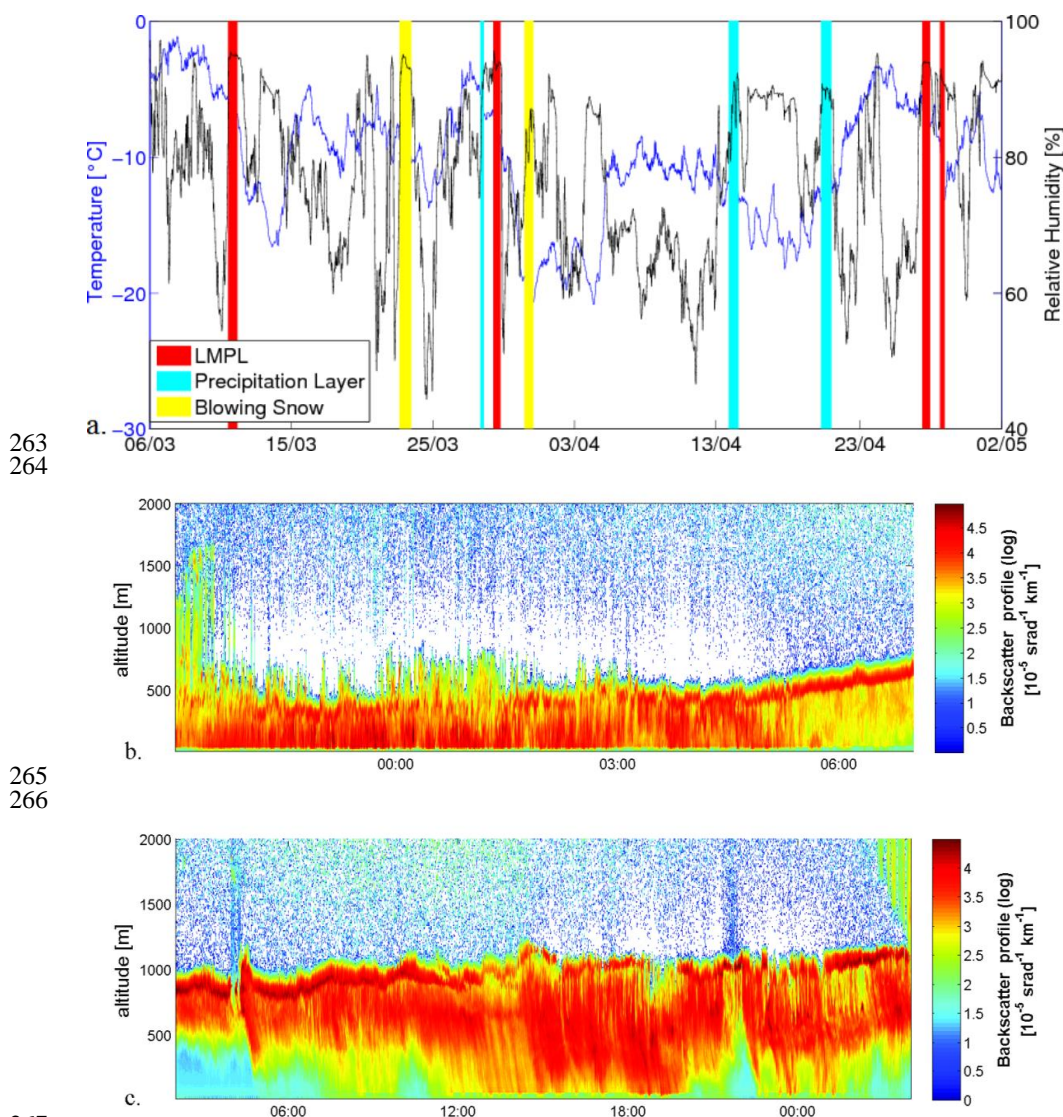 0
100
−10
80
−20
60
−30
40
Temperature [°C]
Relative Humidity [%]
LMPL
Precipitation Layer
Blowing Snow
a.
06/03 15/03 25/03 03/04 13/04 23/04 02/05
263
264
2000
1500
1000
500
altitude [m]
b.
00:00 03:00 06:00
4.5
4
3.5
3
2.5
2
1.5
1
0.5
Backscatter profile (log)
[10⁻⁵ srad⁻¹ km⁻¹]
265
266
2000
1500
1000
500
altitude [m]
c.
06:00 12:00 18:00 00:00
4
3.5
3
2.5
2
1.5
1
0.5
0
Backscatter profile (log)
[10⁻⁵ srad⁻¹ km⁻¹]